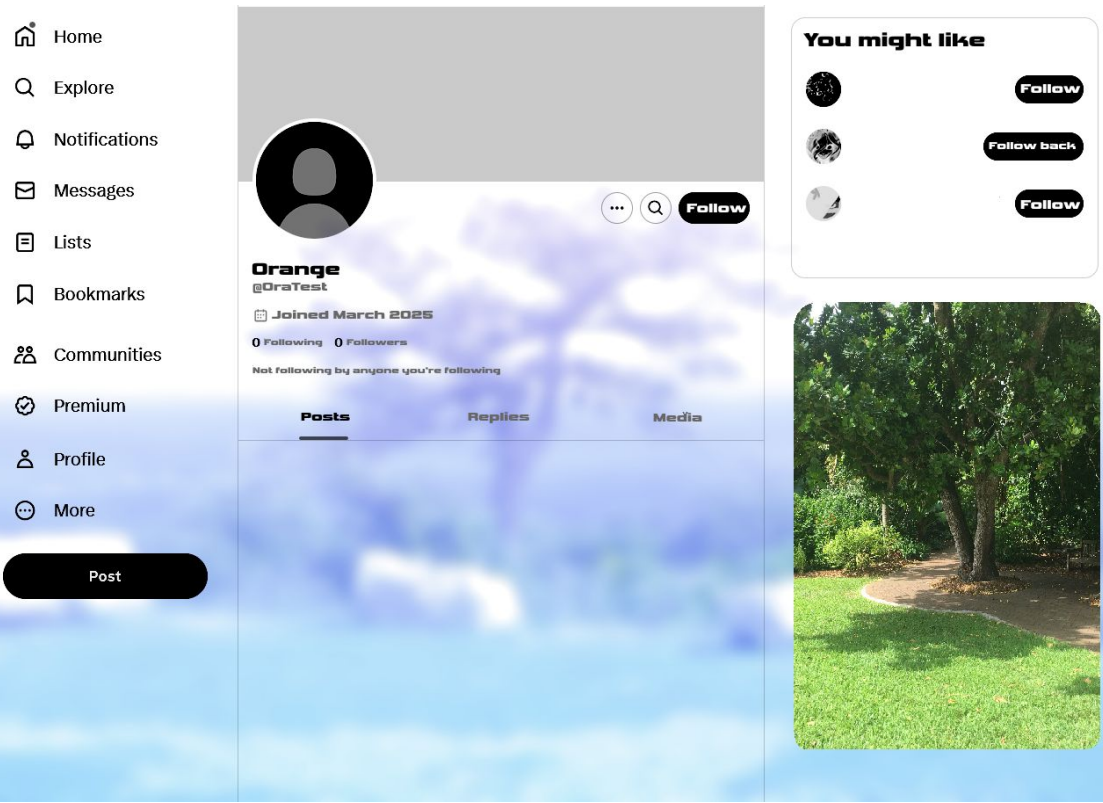 Home
Explore
Notifications
Messages
Lists
Bookmarks
Communities
Premium
Profile
More
Post
Follow
Orange
@OraTest
Joined March 2025
0 Following 0 Followers
Not following by anyone you're following
Posts Replies Media
You might like
Follow
Follow back
Follow